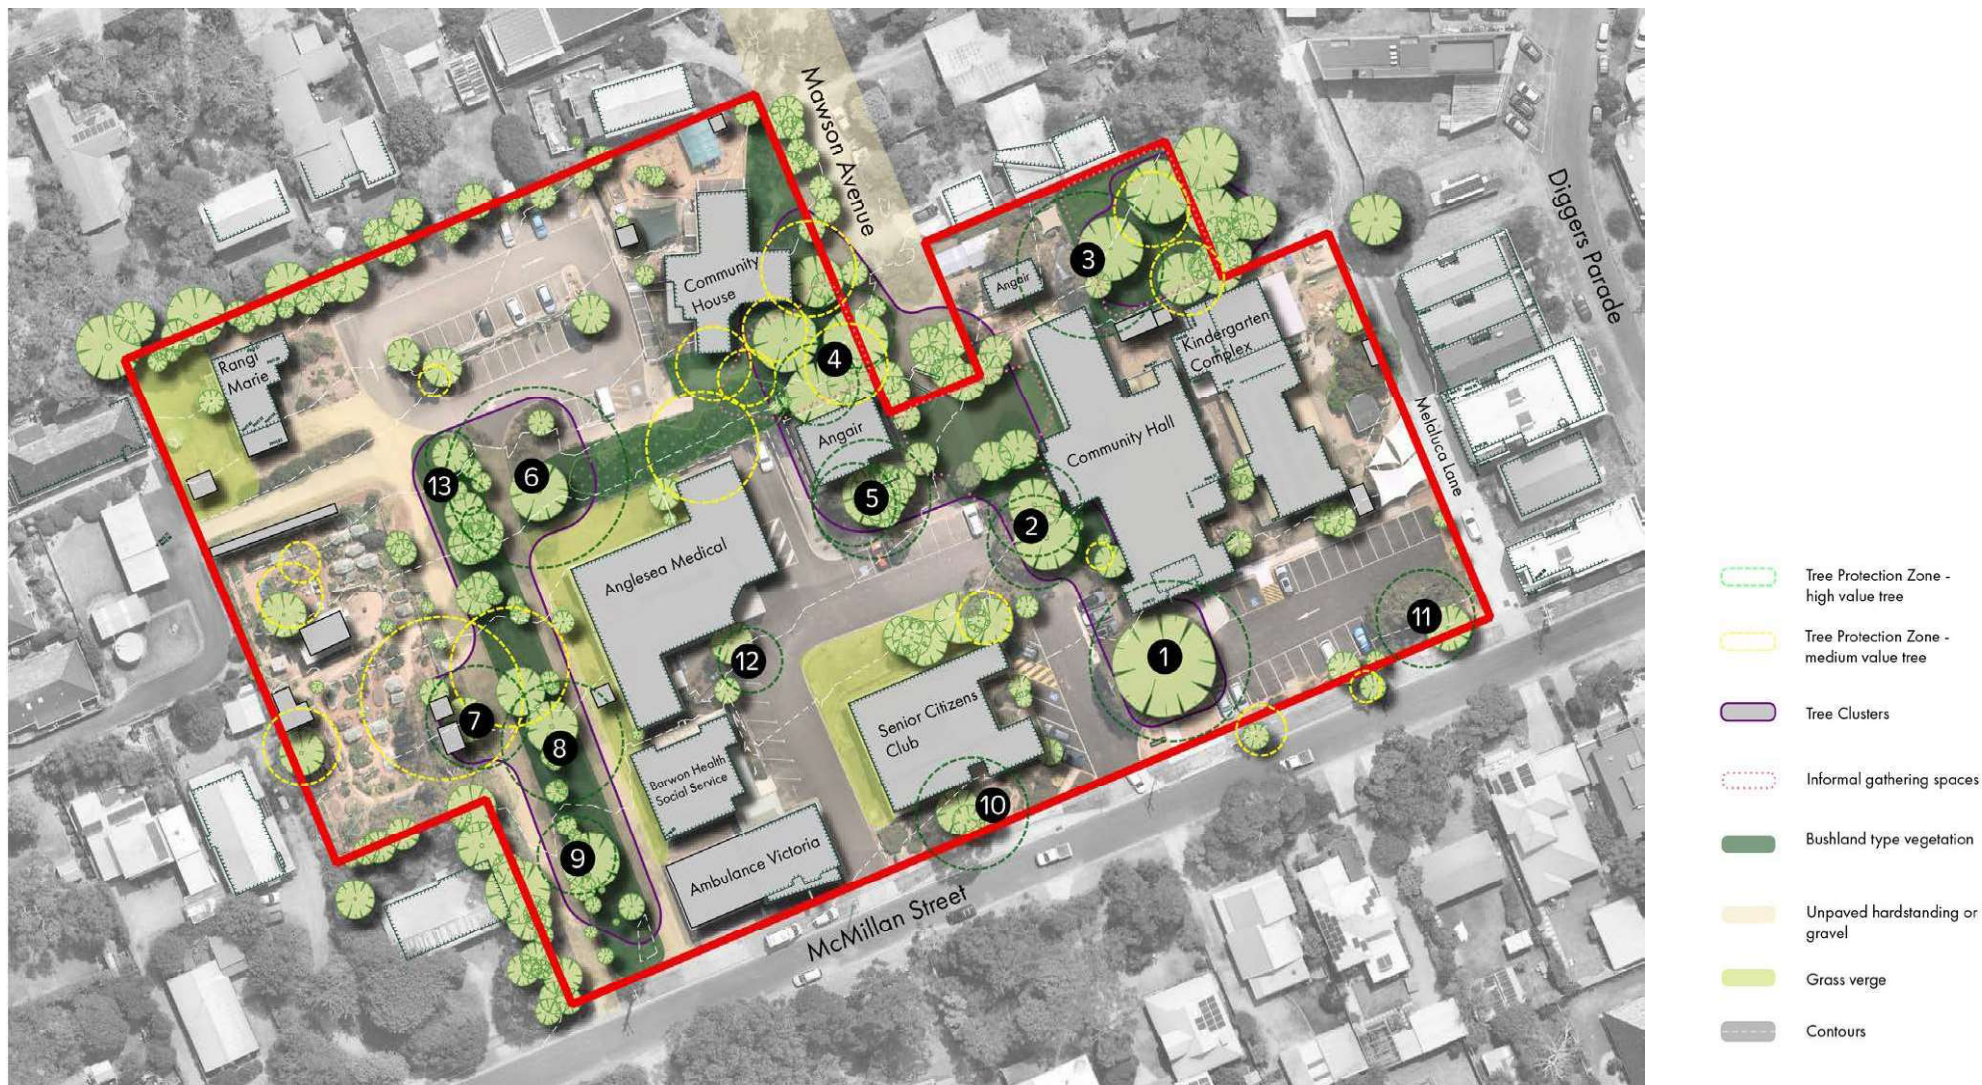 Mawson Avenue
Diggers Parade
Community
House
Angair
3
Kindergarten
Complex
Rangi
Marie
4
Melaluca Lane
Angair
Community Hall
13
6
5
2
Anglesea Medical
11
12
1
7
8
Senior Citizens
Club
Barwon Health
Social Service
10
9
Ambulance Victoria
McMillan Street
Tree Protection Zone -
high value tree
Tree Protection Zone -
medium value tree
Tree Clusters
Informal gathering spaces
Bushland type vegetation
Unpaved hardstanding or
gravel
Grass verge
Contours